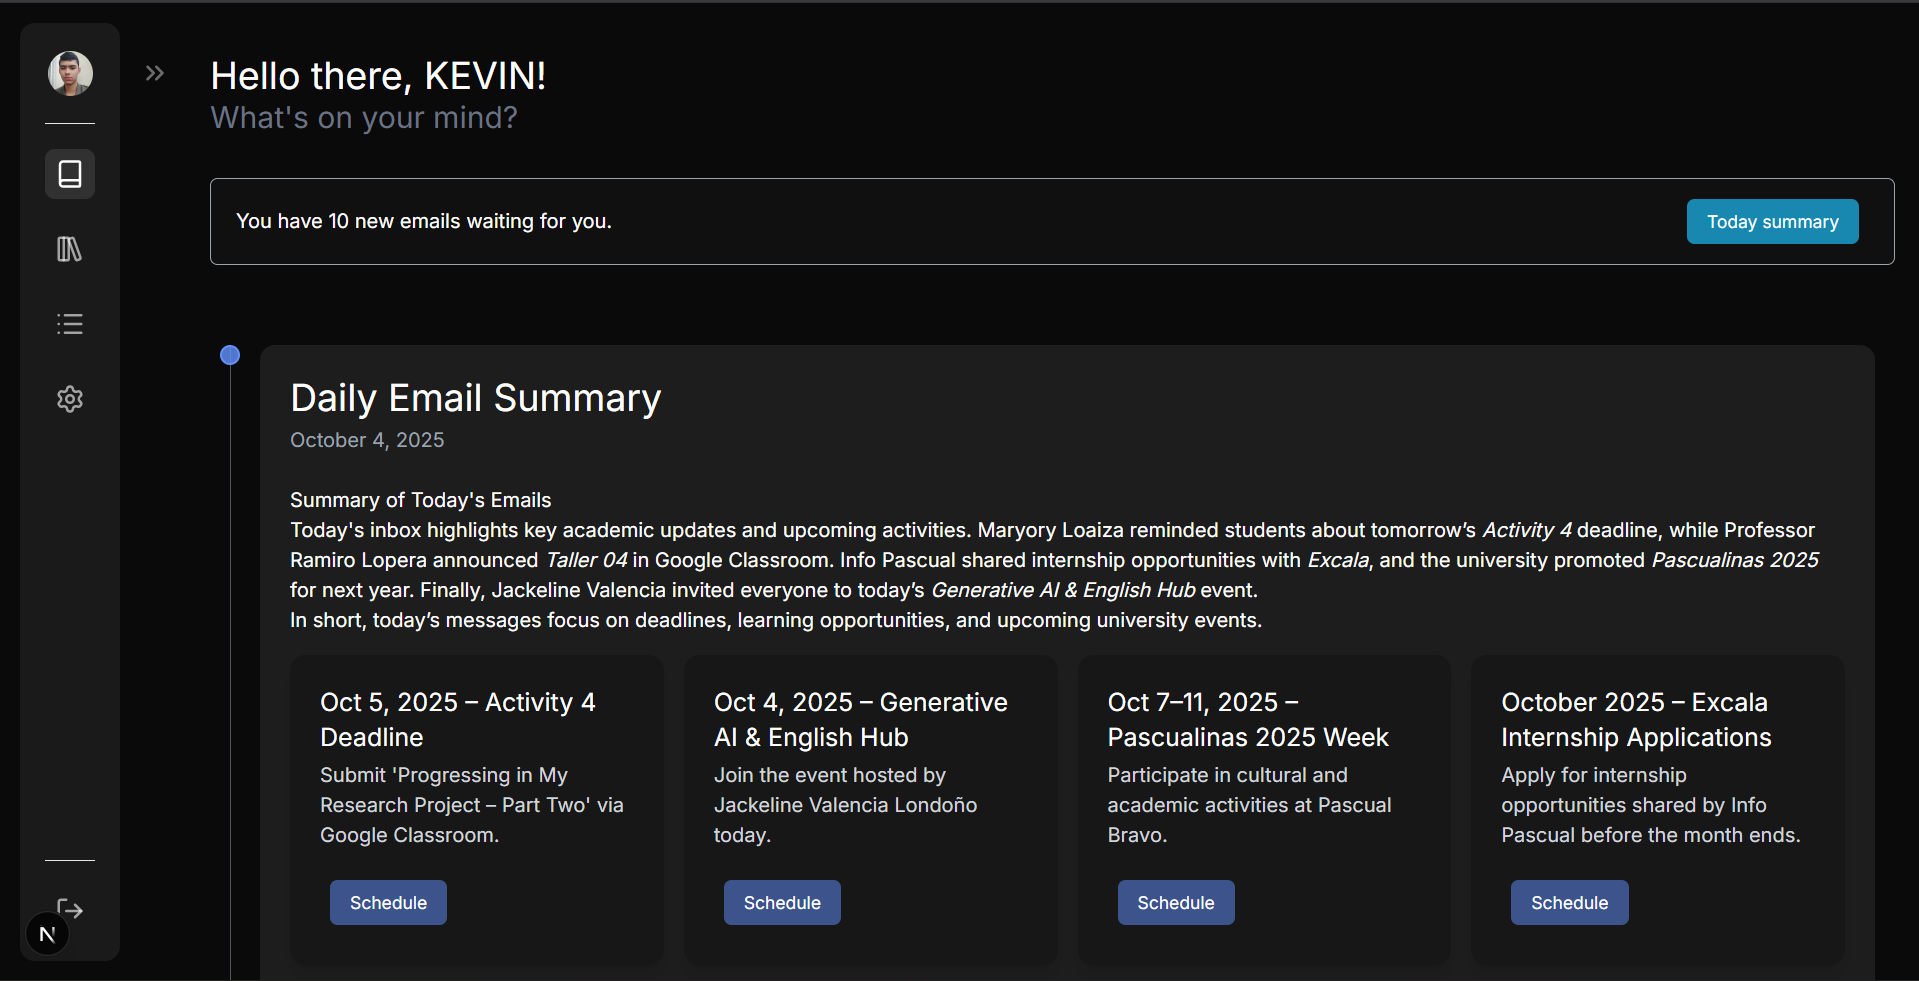 Hello there, KEVIN!
What's on your mind?
You have 10 new emails waiting for you.
Today summary
Daily Email Summary
October 4, 2025
Summary of Today's Emails
Today's inbox highlights key academic updates and upcoming activities. Maryory Loaiza reminded students about tomorrow’s Activity 4 deadline, while Professor
Ramiro Lopera announced Taller 04 in Google Classroom. Info Pascual shared internship opportunities with Excala, and the university promoted Pascualinas 2025
for next year. Finally, Jackeline Valencia invited everyone to today’s Generative AI & English Hub event.
In short, today’s messages focus on deadlines, learning opportunities, and upcoming university events.
Oct 5, 2025 – Activity 4
Deadline
Submit 'Progressing in My
Research Project – Part Two' via
Google Classroom.
Schedule
Oct 4, 2025 – Generative
AI & English Hub
Join the event hosted by
Jackeline Valencia Londoño
today.
Schedule
Oct 7–11, 2025 –
Pascualinas 2025 Week
Participate in cultural and
academic activities at Pascual
Bravo.
Schedule
October 2025 – Excala
Internship Applications
Apply for internship
opportunities shared by Info
Pascual before the month ends.
Schedule
N